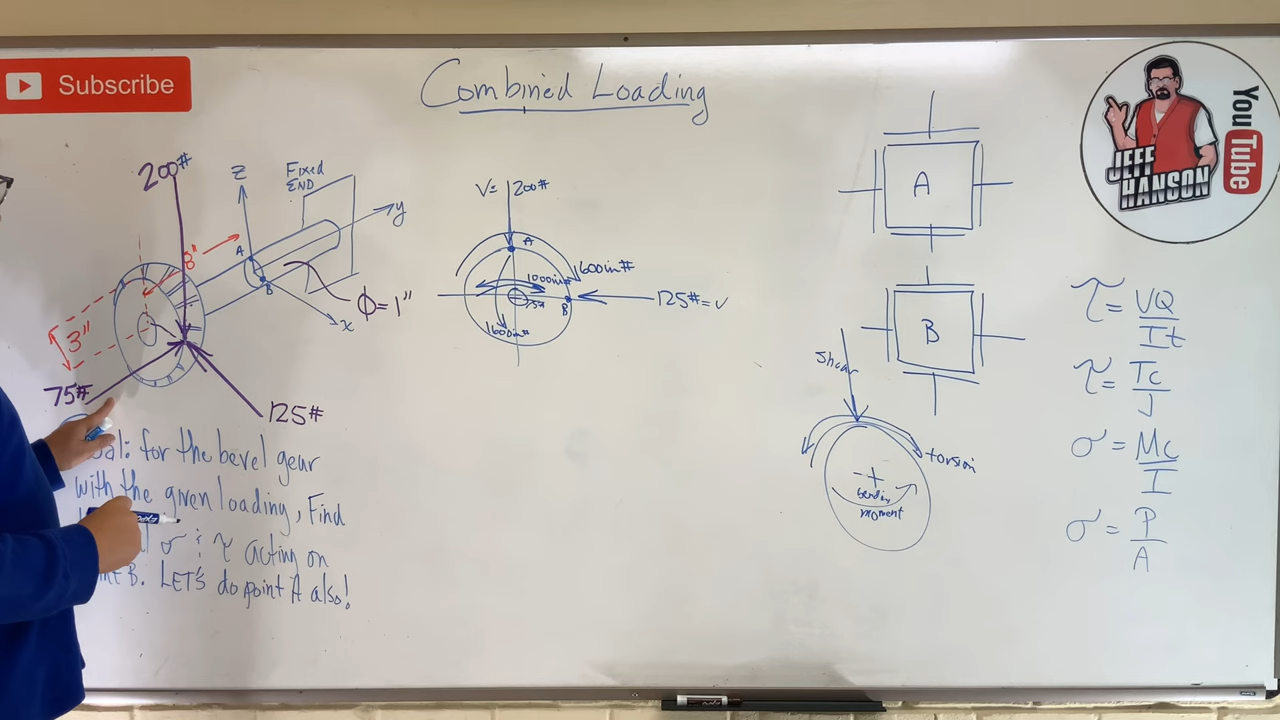 Subscribe
Combined Loading
YouTube
JEFF
HANSON
200#
Z
Fixed
END
y
8"
A
B
x
Φ=1"
3"
75#
125#
V= 200#
A
1600in#
1000in#
75#
B
125#=V
1600in#
A
B
Shear
torsion
bending
moment
τ = VQ/It
τ = Tc/J
σ = Mc/I
σ = P/A
for the bevel gear
with the given loading, Find
σ & τ acting on
B. LET'S do point A also!